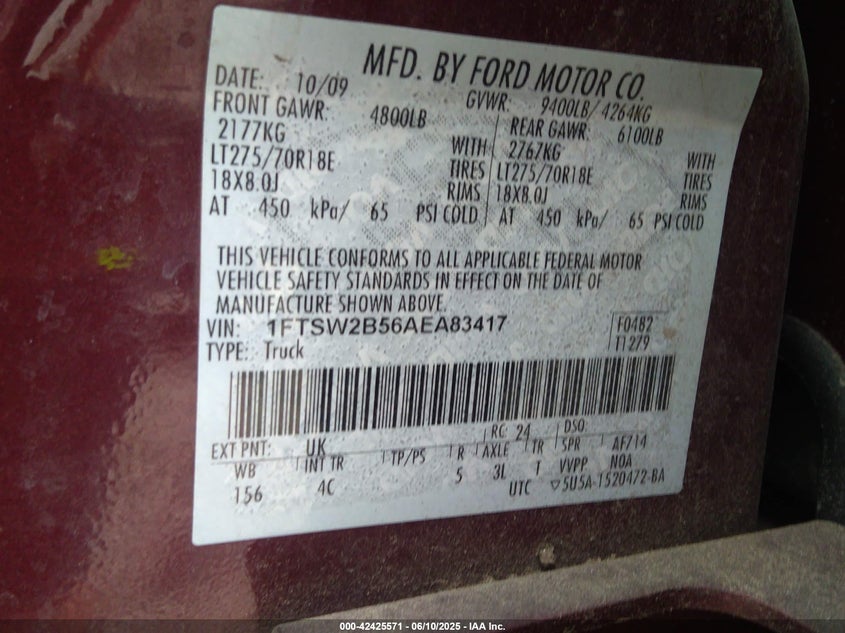 MFD. BY FORD MOTOR CO.
DATE: 10/09 GVWR: 9400LB/ 4264KG
FRONT GAWR: 4800LB REAR GAWR: 6100LB
2177KG WITH 2767KG WITH
LT275/70R18E TIRES LT275/70R18E TIRES
18X8.0J RIMS 18X8.0J RIMS
AT 450 kPa/ 65 PSI COLD AT 450 kPa/ 65 PSI COLD
THIS VEHICLE CONFORMS TO ALL APPLICABLE FEDERAL MOTOR
VEHICLE SAFETY STANDARDS IN EFFECT ON THE DATE OF
MANUFACTURE SHOWN ABOVE.
VIN: 1FTSW2B56AEA83417 F0482
TYPE: Truck T1279
RC: 24 DSO:
EXT PNT: UK
WB INT TR TP/PS R AXLE TR SPR AF714
156 4C 5 3L T VVPP NOA
UTC ▽5U5A-1520472-BA
000-42425571 - 06/10/2025 - IAA Inc.